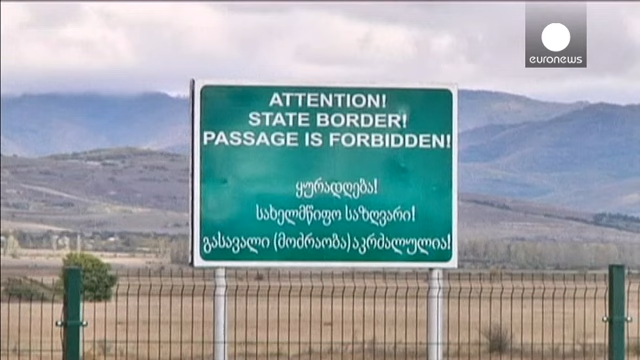 euronews
ATTENTION!
STATE BORDER!
PASSAGE IS FORBIDDEN!
ყურადღება!
სახელმწიფო საზღვარი!
გასავალი (მოძრაობა) აკრძალულია!